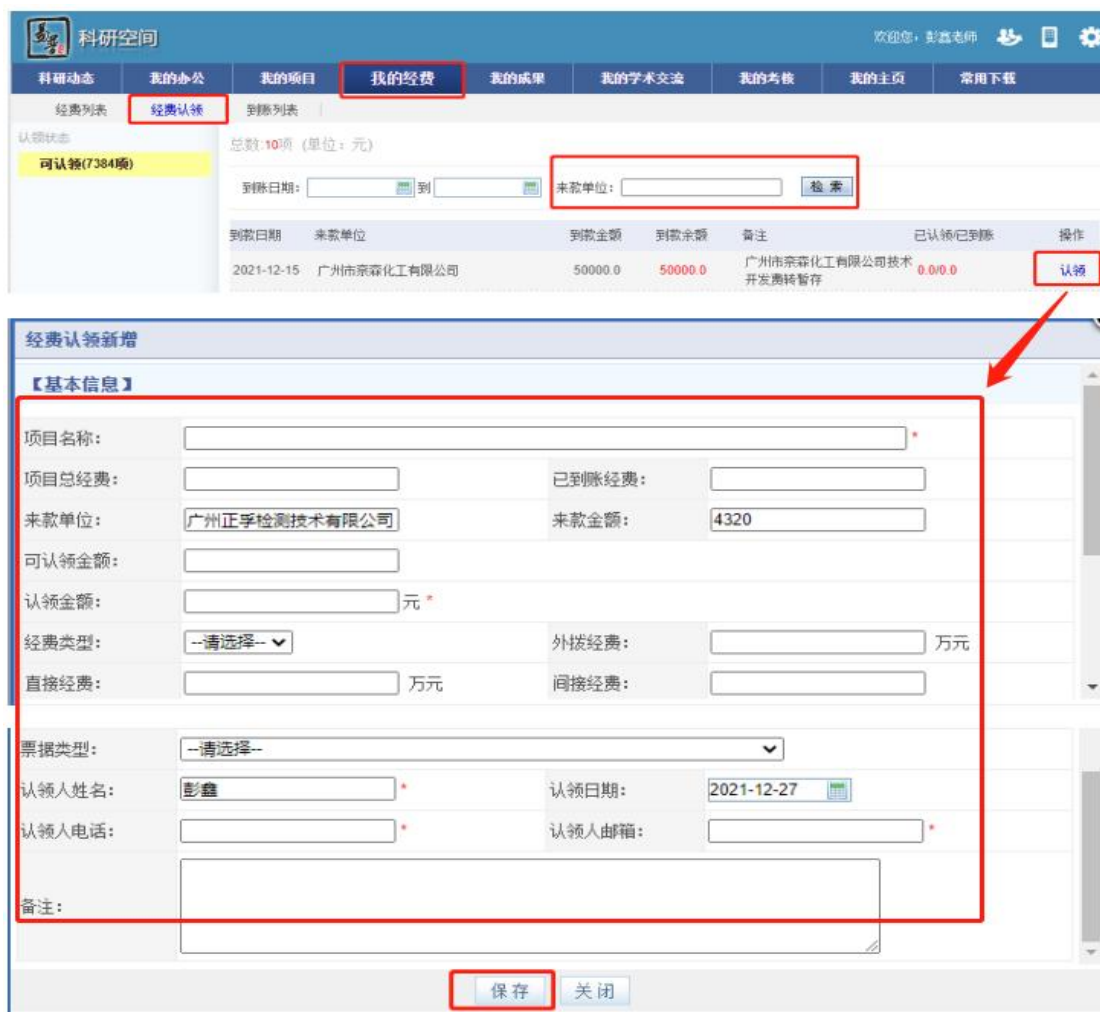 易普 科研空间 欢迎您，彭鑫老师
科研动态 我的办公 我的项目 我的经费 我的成果 我的学术交流 我的考核 我的主页 常用下载
经费列表 经费认领 到账列表
认领状态
可认领(7384项)
总数:10项 (单位：元)
到账日期： 到 来款单位： 检 索
到款日期 来款单位 到款金额 到款余额 备注 已认领/已到账 操作
2021-12-15 广州市奈森化工有限公司 50000.0 50000.0 广州市奈森化工有限公司技术 0.0/0.0 认领
开发费转暂存
经费认领新增
【基本信息】
项目名称： *
项目总经费： 已到账经费：
来款单位： 广州正孚检测技术有限公司 来款金额： 4320
可认领金额：
认领金额： 元 *
经费类型： --请选择-- 外拨经费： 万元
直接经费： 万元 间接经费：
票据类型： --请选择--
认领人姓名： 彭鑫 * 认领日期： 2021-12-27
认领人电话： * 认领人邮箱： *
备注：
保 存 关 闭